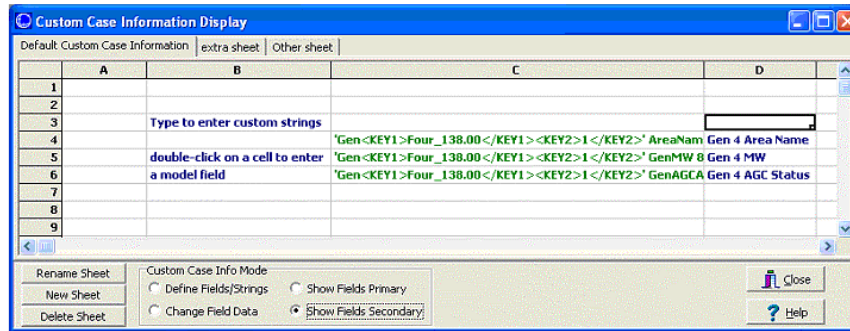 Custom Case Information Display
Default Custom Case Information extra sheet Other sheet
A B C D
1
2
3 Type to enter custom strings
4 'Gen<KEY1>Four_138.00</KEY1><KEY2>1</KEY2>' AreaNam Gen 4 Area Name
5 double-click on a cell to enter 'Gen<KEY1>Four_138.00</KEY1><KEY2>1</KEY2>' GenMW 8 Gen 4 MW
6 a model field 'Gen<KEY1>Four_138.00</KEY1><KEY2>1</KEY2>' GenAGCA Gen 4 AGC Status
7
8
9
Rename Sheet Custom Case Info Mode
Define Fields/Strings Show Fields Primary Close
New Sheet
Change Field Data Show Fields Secondary ? Help
Delete Sheet